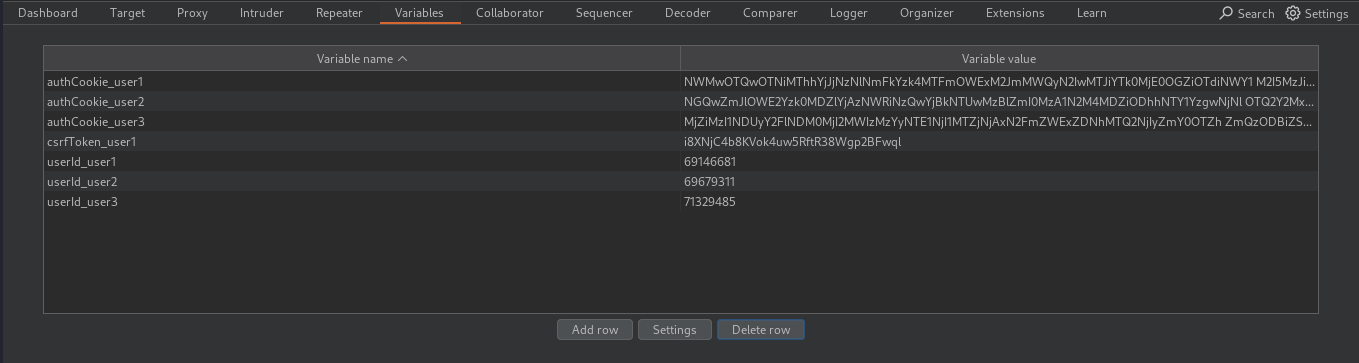 Dashboard Target Proxy Intruder Repeater Variables Collaborator Sequencer Decoder Comparer Logger Organizer Extensions Learn Search Settings
Variable name Variable value
authCookie_user1 NWMwOTQwOTNiMThhYjJjNzNlNmFkYzk4MTFmOWExM2JmMWQyN2IwMTJiYTk0MjE0OGZiOTdiNWY1 M2I5MzJi...
authCookie_user2 NGQwZmJlOWE2Yzk0MDZlYjAzNWRiNzQwYjBkNTUwMzBlZmI0MzA1N2M4MDZiODhhNTY1YzgwNjNl OTQ2Y2Mx...
authCookie_user3 MjZiMzI1NDUyY2FlNDM0MjI2MWIzMzYyNTE1NjI1MTZjNjAxN2FmZWExZDNhMTQ2NjIyZmY0OTZh ZmQzODBiZS...
csrfToken_user1 i8XNjC4b8KVok4uw5RftR38Wgp2BFwql
userId_user1 69146681
userId_user2 69679311
userId_user3 71329485
Add row Settings Delete row